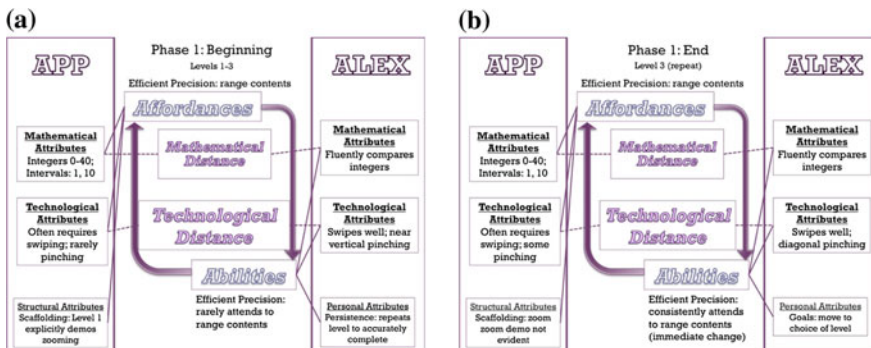 (a)
APP
Phase 1: Beginning
Levels 1-3
Efficient Precision: range contents
ALEX
Affordances
Mathematical
Attributes
Integers 0-40;
Intervals: 1, 10
Mathematical
Distance
Mathematical
Attributes
Fluently compares
integers
Technological
Attributes
Often requires
swiping; rarely
pinching
Technological
Distance
Technological
Attributes
Swipes well; near
vertical pinching
Abilities
Structural Attributes
Scaffolding: Level 1
explicitly demos
zooming
Efficient Precision:
rarely attends to
range contents
Personal Attributes
Persistence: repeats
level to accurately
complete
(b)
APP
Phase 1: End
Level 3 (repeat)
Efficient Precision: range contents
ALEX
Affordances
Mathematical
Attributes
Integers 0-40;
Intervals: 1, 10
Mathematical
Distance
Mathematical
Attributes
Fluently compares
integers
Technological
Attributes
Often requires
swiping; some
pinching
Technological
Distance
Technological
Attributes
Swipes well;
diagonal pinching
Abilities
Structural Attributes
Scaffolding: zoom
zoom demo not
evident
Efficient Precision:
consistently attends
to range contents
(immediate change)
Personal Attributes
Goals: move to
choice of level